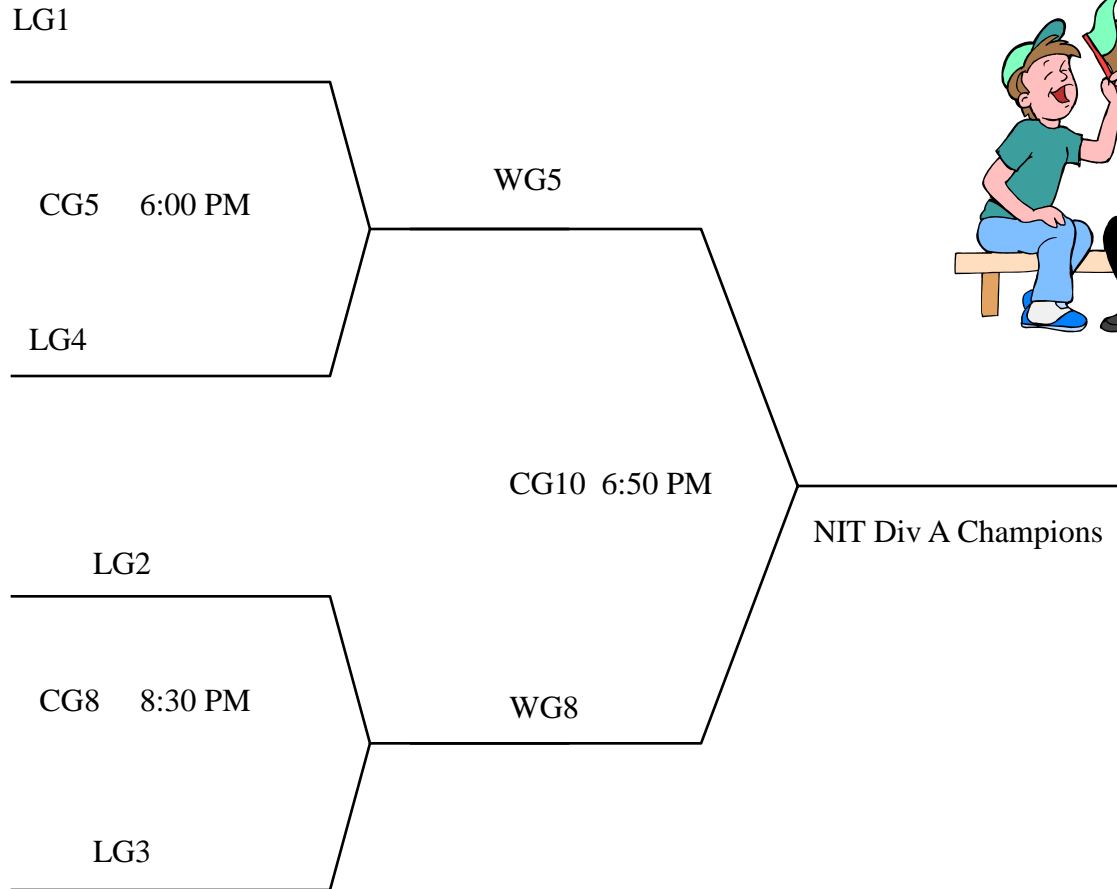 LG1
WG5
CG5 6:00 PM
LG4
CG10 6:50 PM
NIT Div A Champions
LG2
CG8 8:30 PM
WG8
LG3